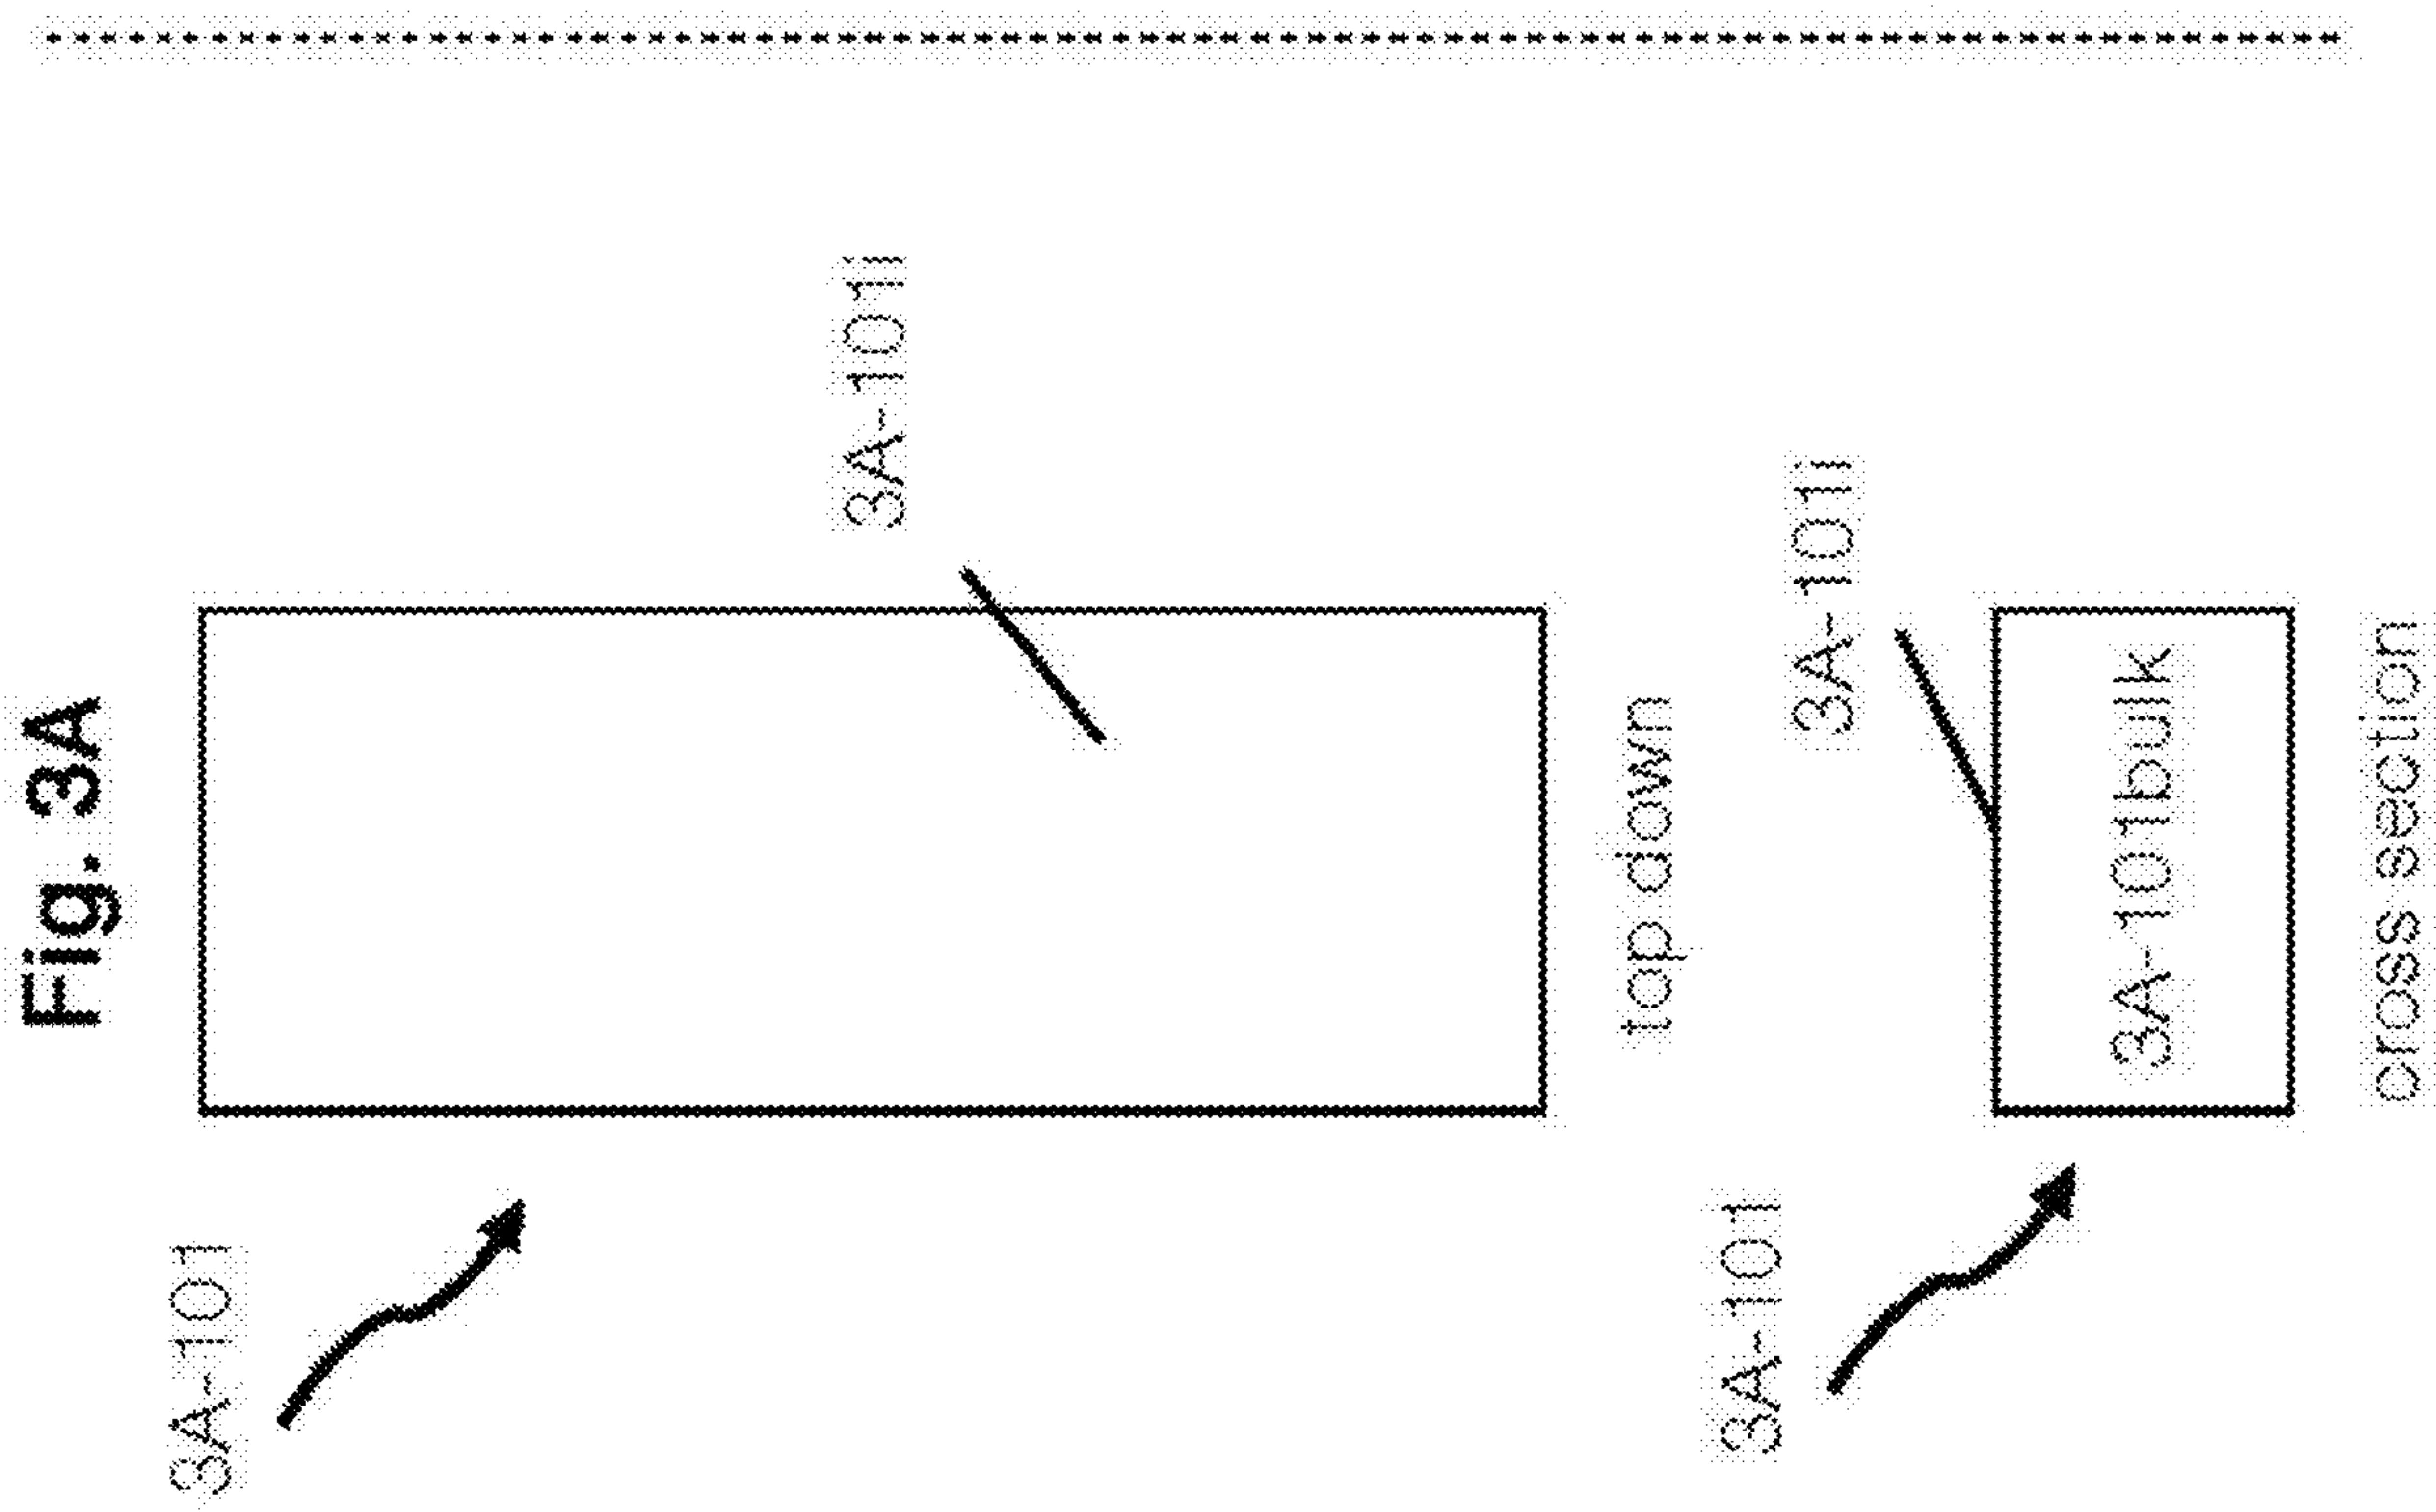 Fig. 3A
3A-101
3A-101i
top down
3A-101
3A-101i
3A-101bulk
cross section